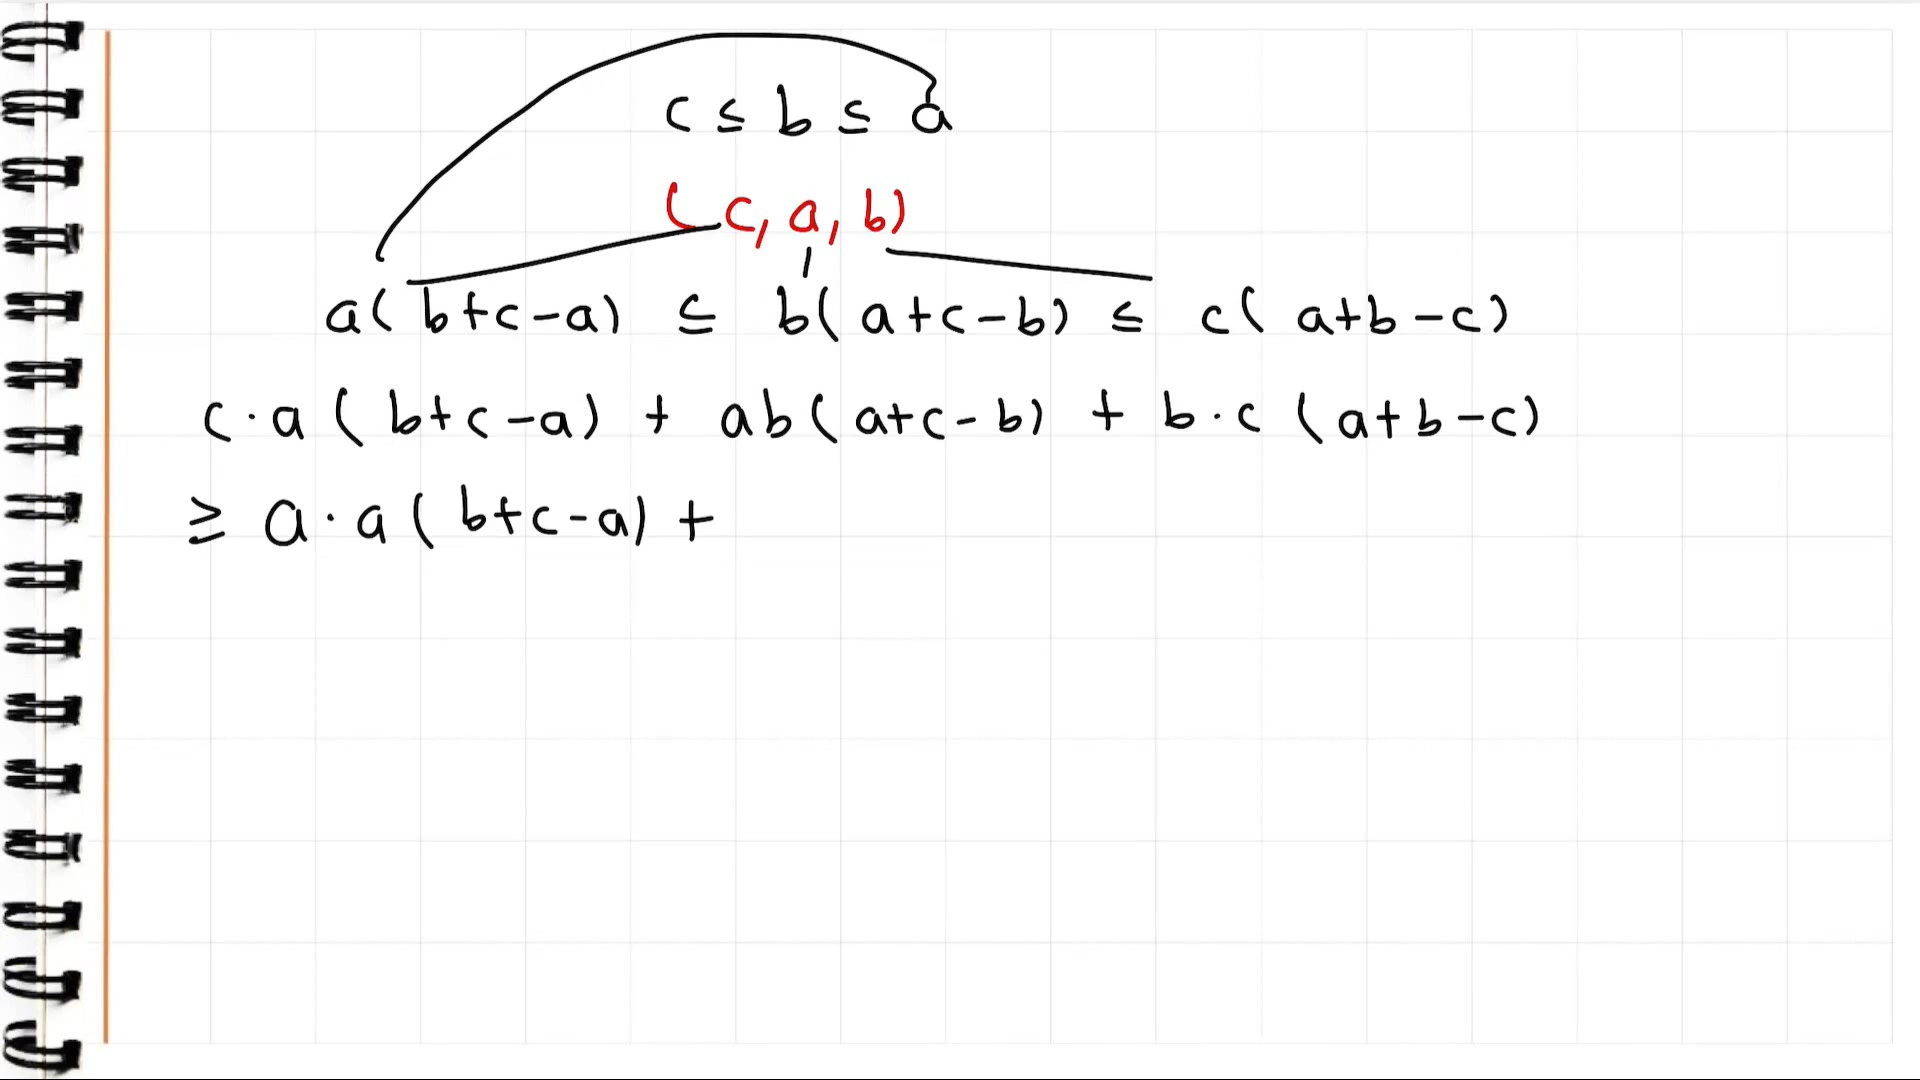 c ≤ b ≤ a
( c, a, b)
a( b+c-a) ≤ b( a+c-b) ≤ c( a+b-c)
c·a ( b+c-a) + ab( a+c-b) + b·c ( a+b-c)
≥ a·a ( b+c-a) +